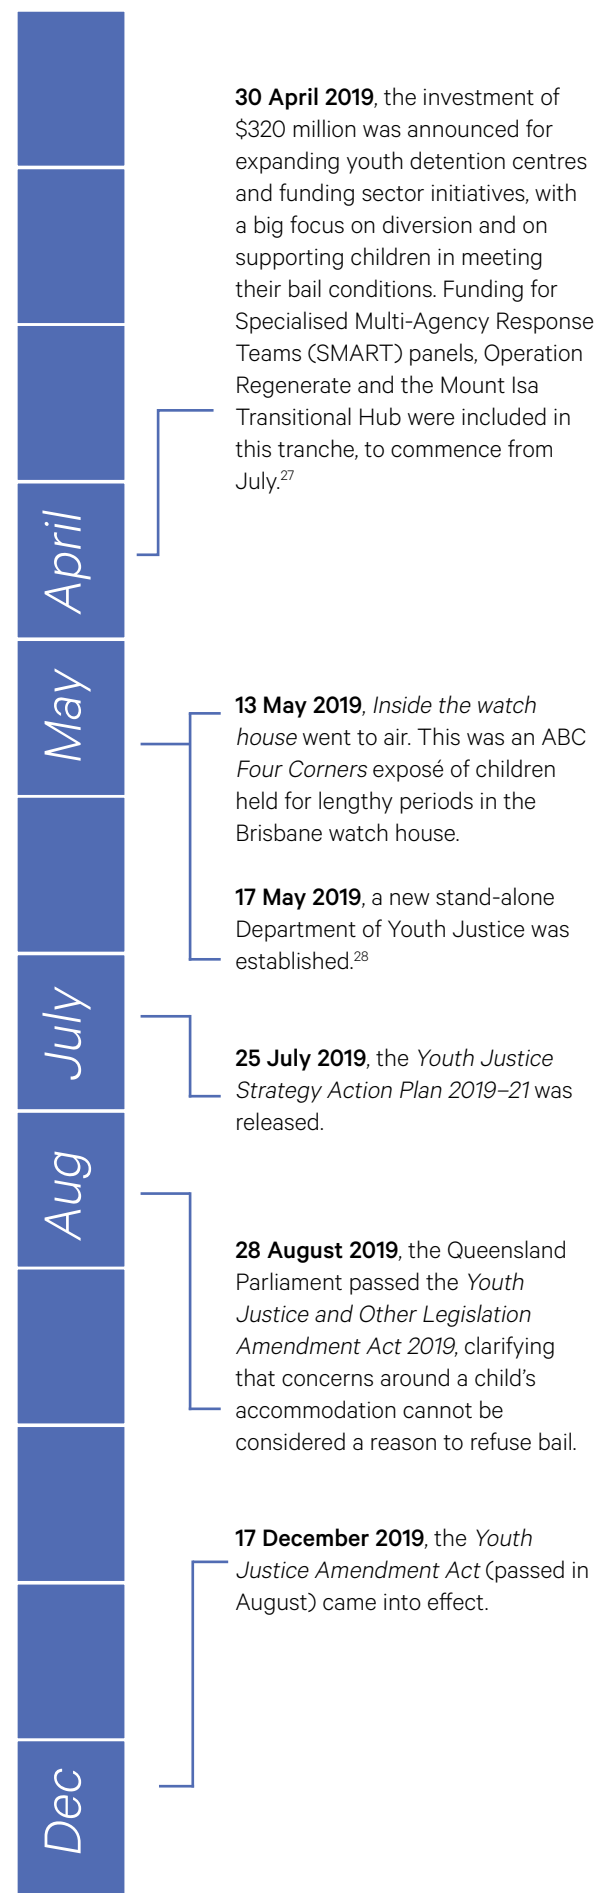 30 April 2019, the investment of
$320 million was announced for
expanding youth detention centres
and funding sector initiatives, with
a big focus on diversion and on
supporting children in meeting
their bail conditions. Funding for
Specialised Multi-Agency Response
Teams (SMART) panels, Operation
Regenerate and the Mount Isa
Transitional Hub were included in
this tranche, to commence from
July.27
April
May
13 May 2019, Inside the watch
house went to air. This was an ABC
Four Corners exposé of children
held for lengthy periods in the
Brisbane watch house.
17 May 2019, a new stand-alone
Department of Youth Justice was
established.28
July
25 July 2019, the Youth Justice
Strategy Action Plan 2019–21 was
released.
Aug
28 August 2019, the Queensland
Parliament passed the Youth
Justice and Other Legislation
Amendment Act 2019, clarifying
that concerns around a child’s
accommodation cannot be
considered a reason to refuse bail.
17 December 2019, the Youth
Justice Amendment Act (passed in
August) came into effect.
Dec